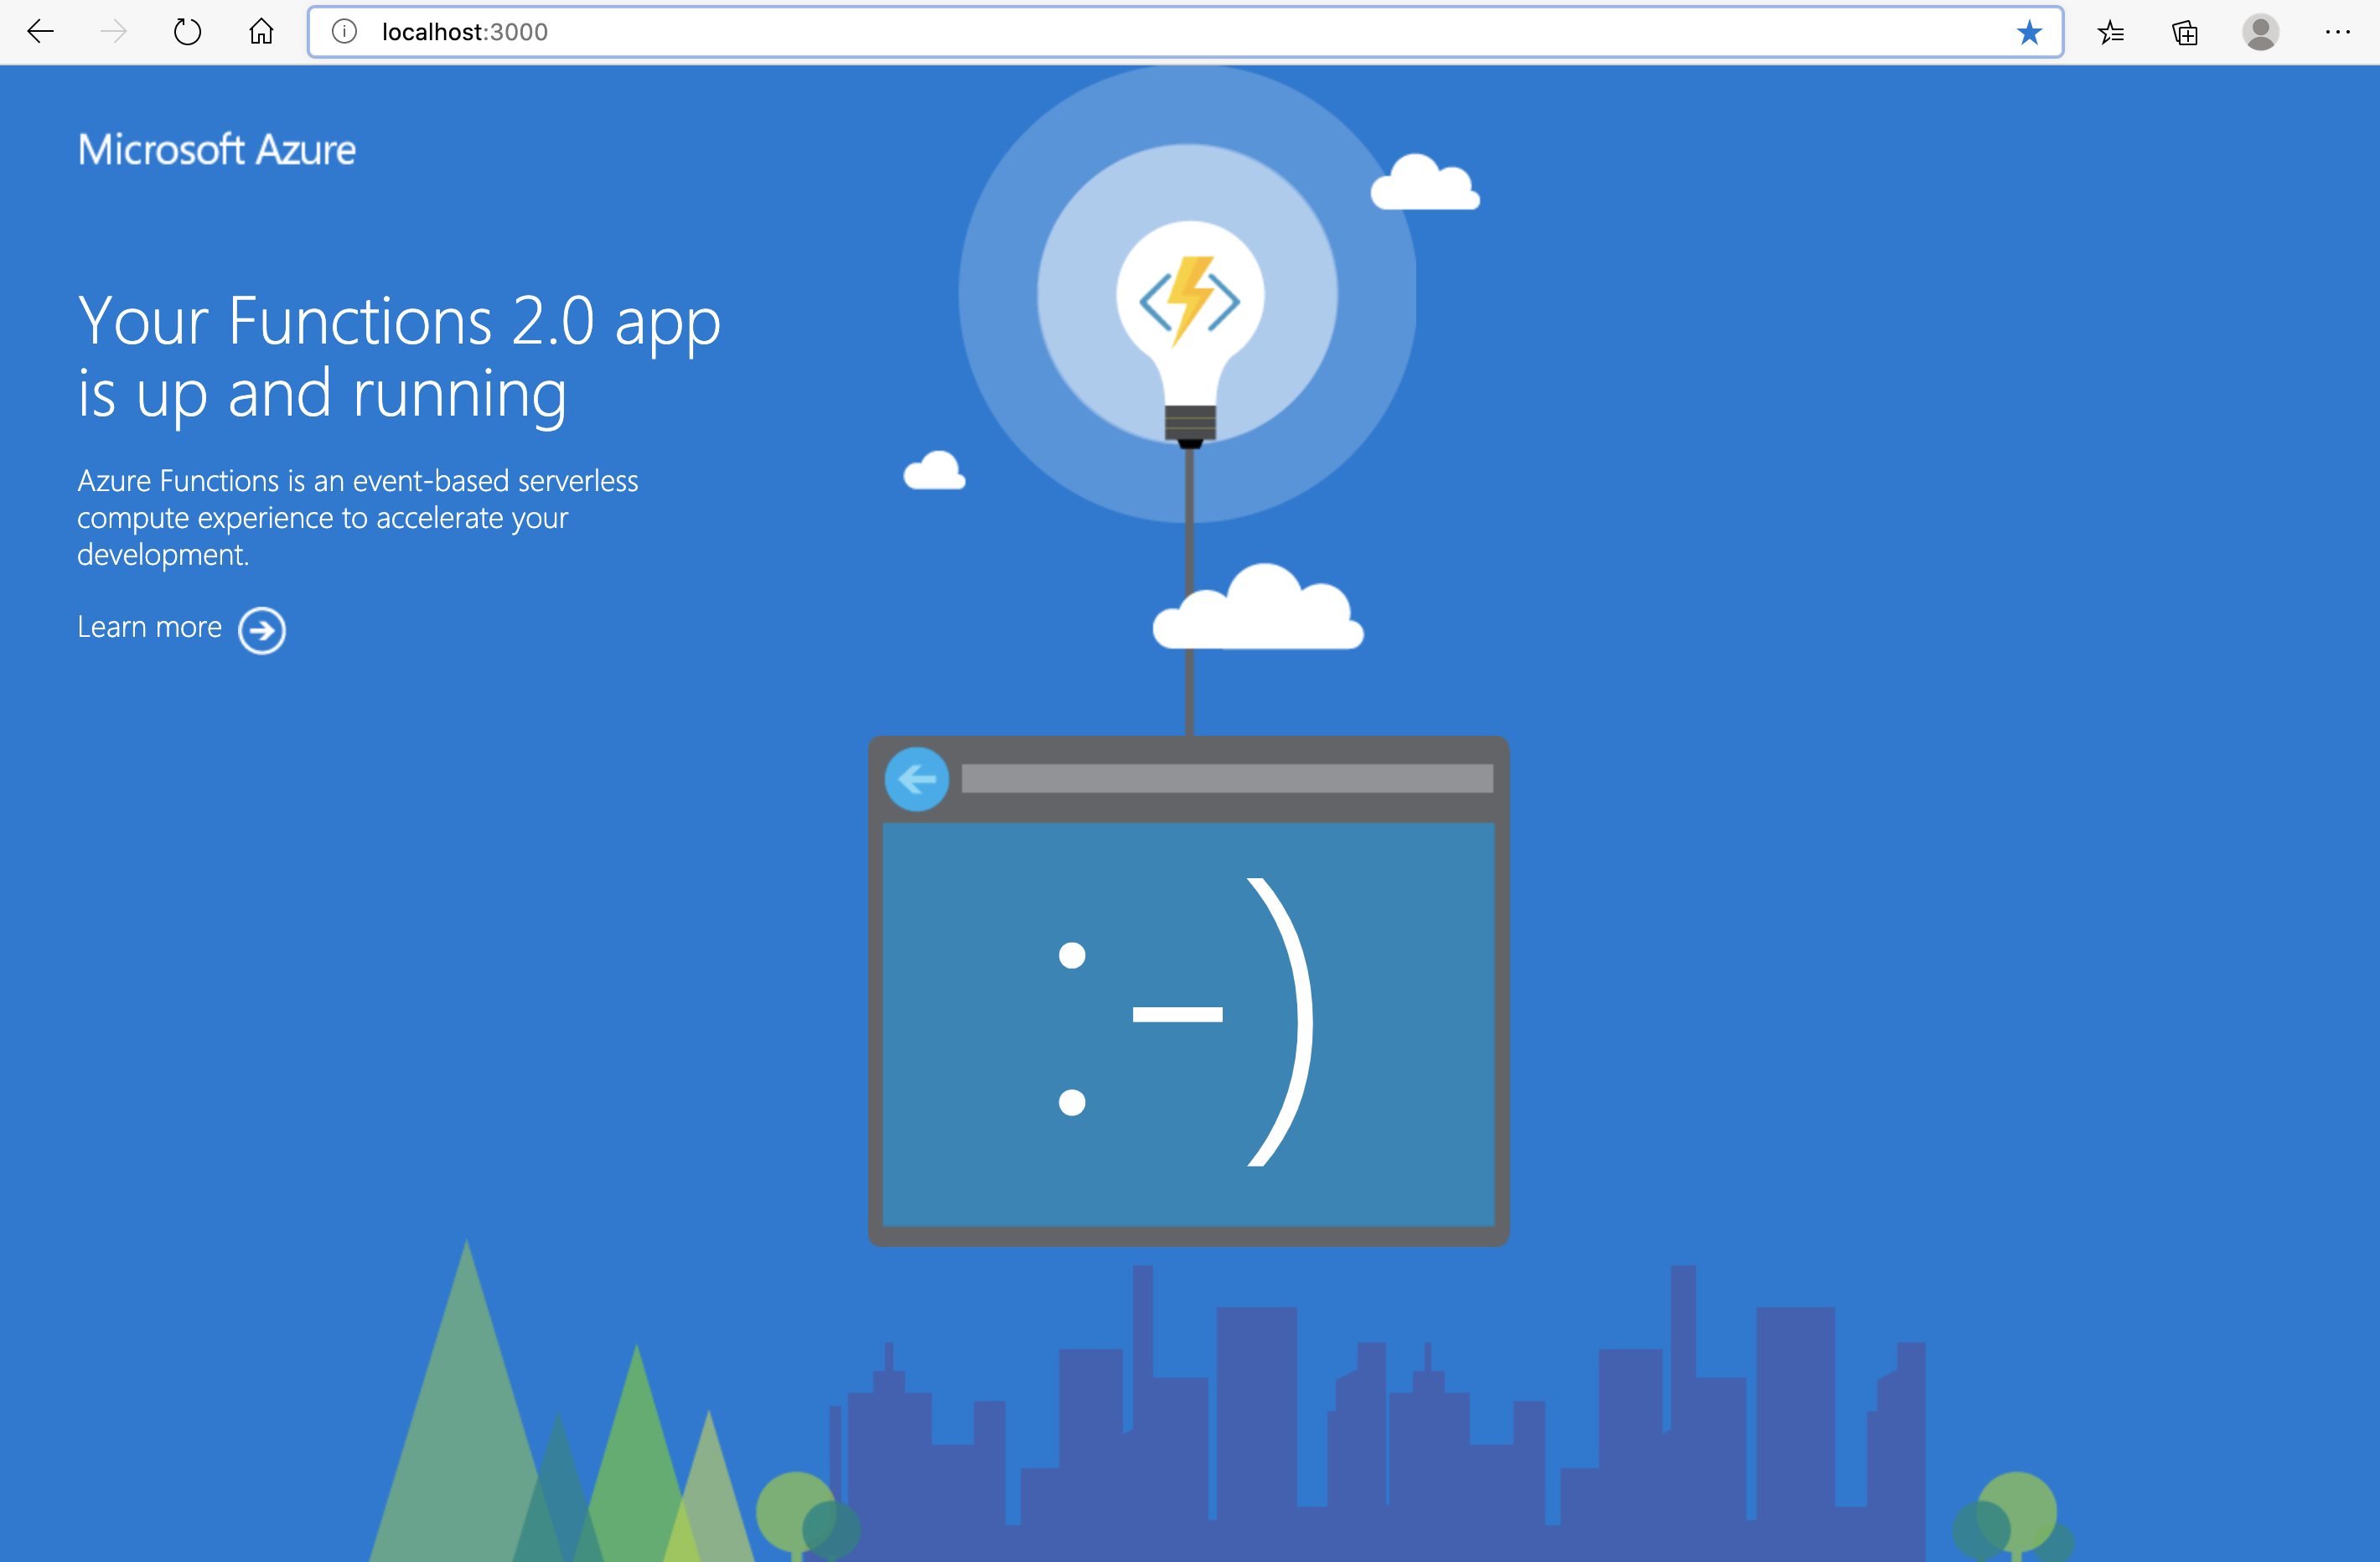 localhost:3000
Microsoft Azure
Your Functions 2.0 app
is up and running
Azure Functions is an event-based serverless
compute experience to accelerate your
development.
Learn more
:-)